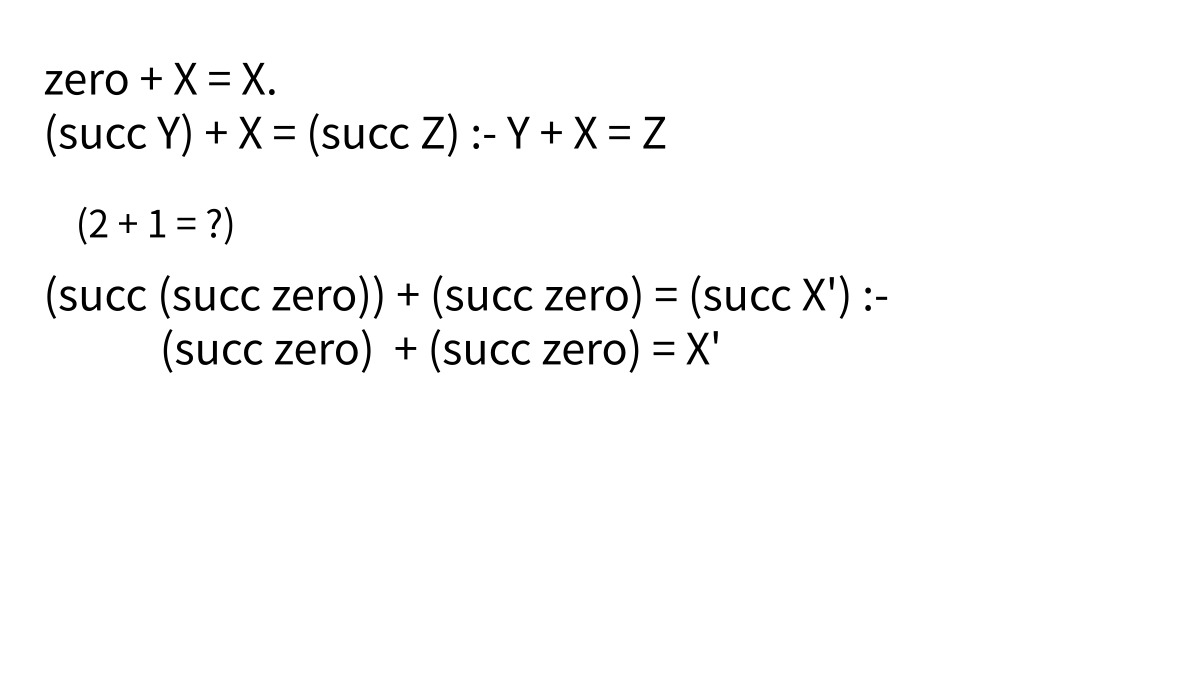 zero + X = X.
(succ Y) + X = (succ Z) :- Y + X = Z
(2 + 1 = ?)
(succ (succ zero)) + (succ zero) = (succ X') :-
(succ zero)  + (succ zero) = X'